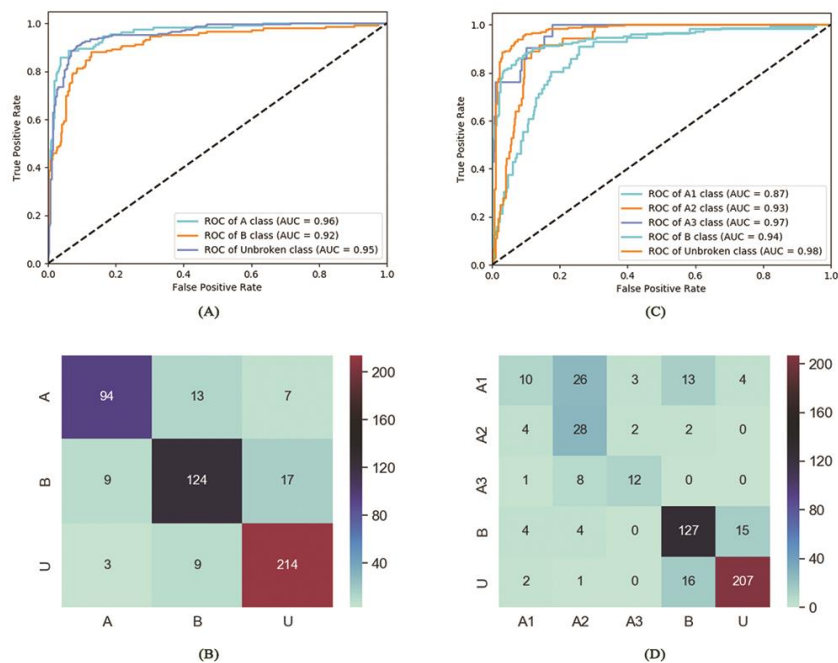 1.0
0.8
0.6
0.4
0.2
0.0
True Positive Rate
0.0 0.2 0.4 0.6 0.8 1.0
False Positive Rate
ROC of A class (AUC = 0.96)
ROC of B class (AUC = 0.92)
ROC of Unbroken class (AUC = 0.95)
(A)
1.0
0.8
0.6
0.4
0.2
0.0
True Positive Rate
0.0 0.2 0.4 0.6 0.8 1.0
False Positive Rate
ROC of A1 class (AUC = 0.87)
ROC of A2 class (AUC = 0.93)
ROC of A3 class (AUC = 0.97)
ROC of B class (AUC = 0.94)
ROC of Unbroken class (AUC = 0.98)
(C)
A 94 13 7
B 9 124 17
U 3 9 214
A B U
200
160
120
80
40
(B)
A1 10 26 3 13 4
A2 4 28 2 2 0
A3 1 8 12 0 0
B 4 4 0 127 15
U 2 1 0 16 207
A1 A2 A3 B U
200
160
120
80
40
0
(D)